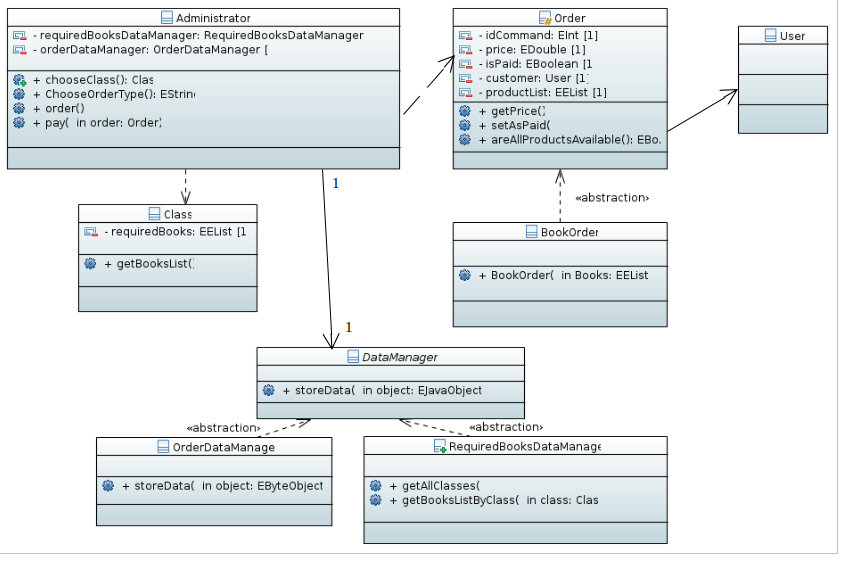 Administrator
- requiredBooksDataManager: RequiredBooksDataManager
- orderDataManager: OrderDataManager [
+ chooseClass(): Clas
+ ChooseOrderType(): EStrin
+ order()
+ pay( in order: Order)
Order
- idCommand: EInt [1]
- price: EDouble [1]
- isPaid: EBoolean [1
- customer: User [1]
- productList: EEList [1]
+ getPrice()
+ setAsPaid(
+ areAllProductsAvailable(): EBo.
User
1
«abstraction»
Class
- requiredBooks: EEList [1
+ getBooksList()
BookOrder
+ BookOrder( in Books: EEList
1
DataManager
+ storeData( in object: EJavaObject
«abstraction»
«abstraction»
OrderDataManage
+ storeData( in object: EByteObject
RequiredBooksDataManage
+ getAllClasses(
+ getBooksListByClass( in class: Clas